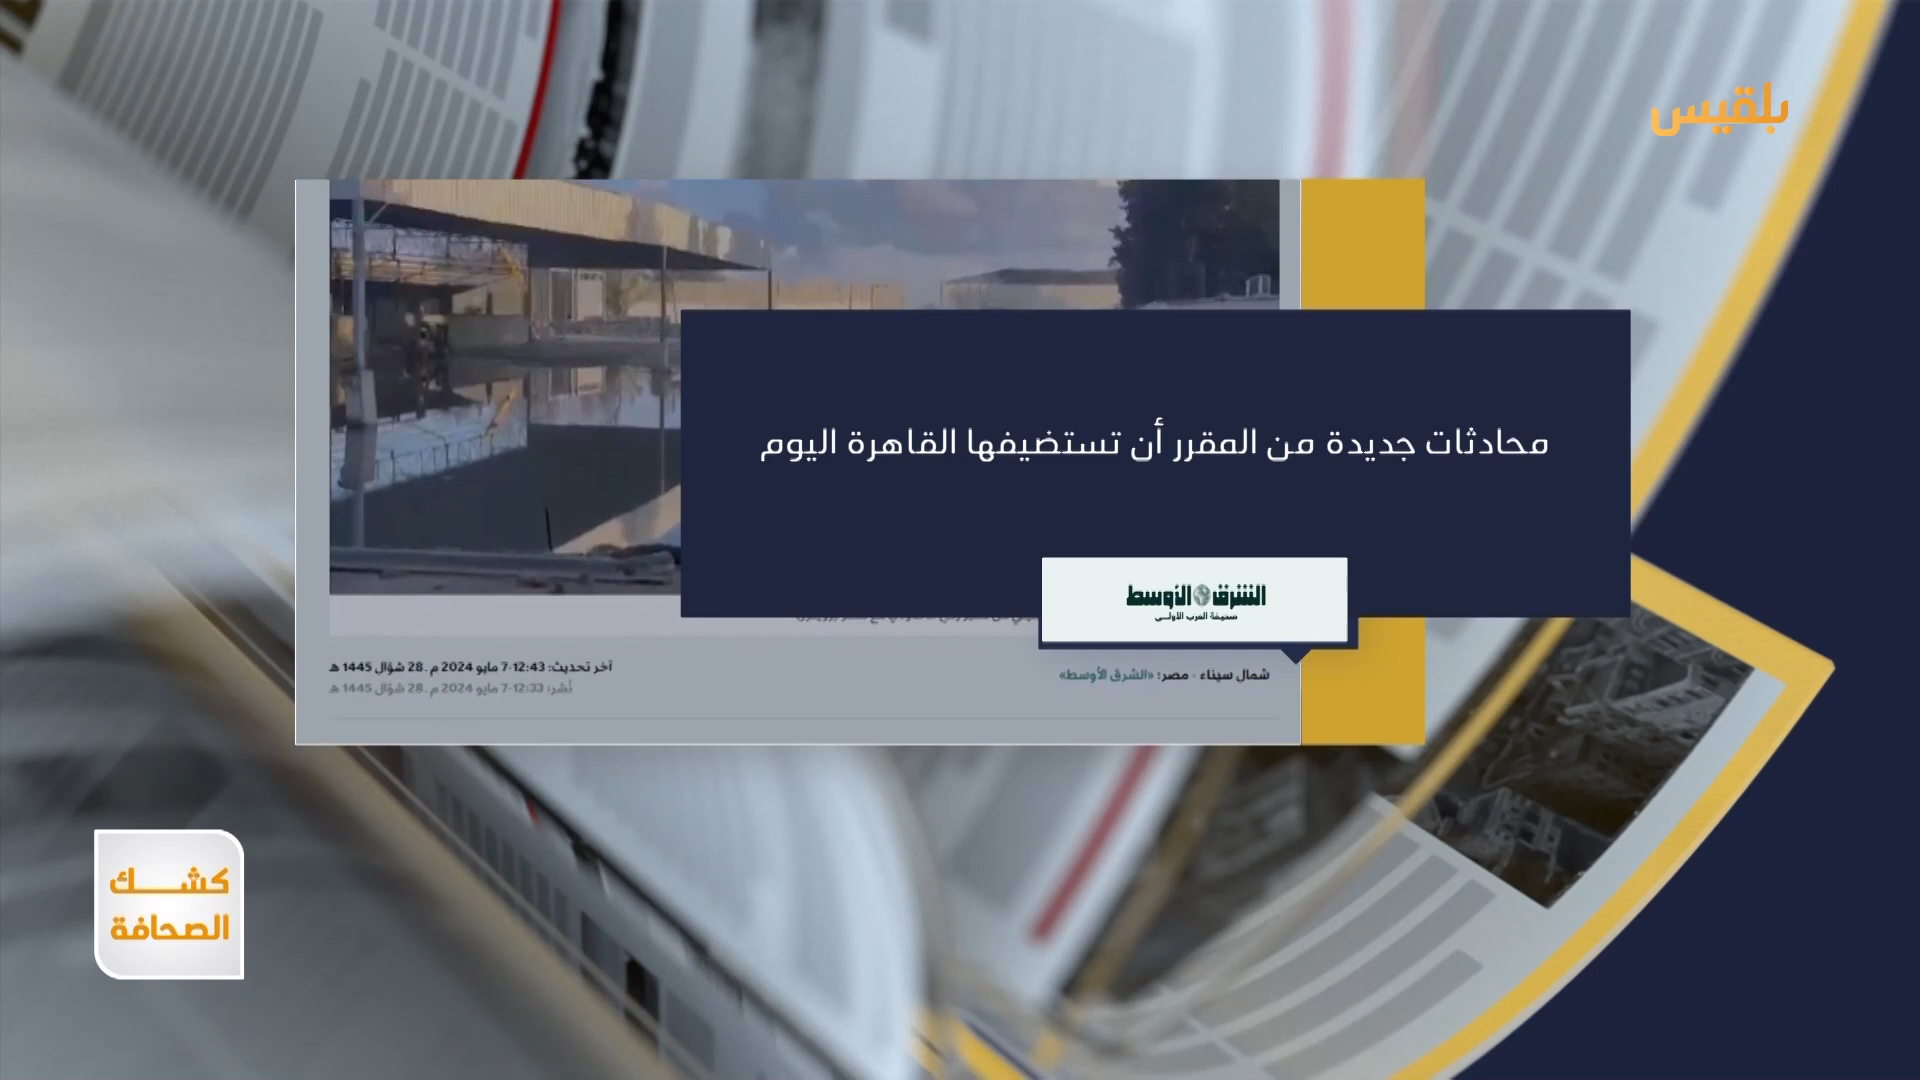 بلقيس
محادثات جديدة من المقرر أن تستضيفها القاهرة اليوم
الشرق الأوسط
صحيفة العرب الأولى
شمال سيناء - مصر: «الشرق الأوسط»
آخر تحديث: 12:43-7 مايو 2024 م . 28 شوّال 1445 هـ
نُشر: 12:33-7 مايو 2024 م . 28 شوّال 1445 هـ
كشك
الصحافة